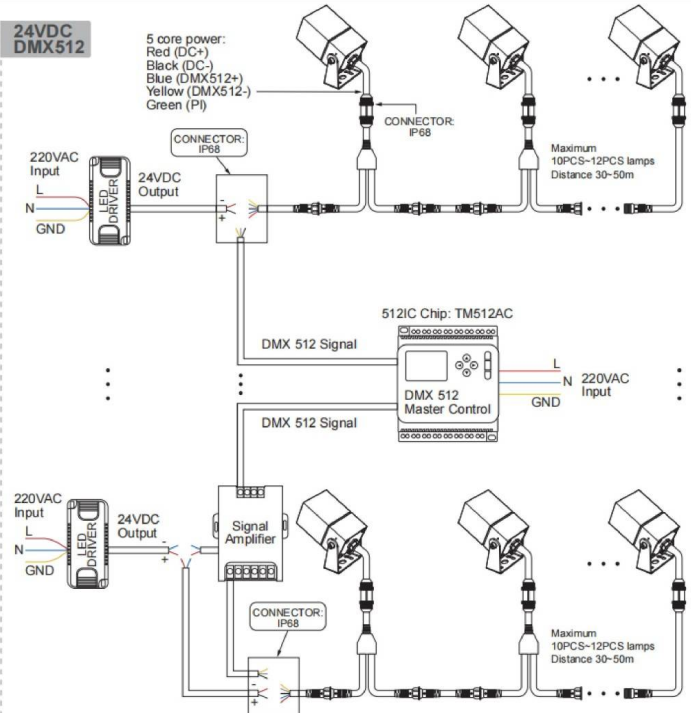 24VDC
DMX512
5 core power:
Red (DC+)
Black (DC-)
Blue (DMX512+)
Yellow (DMX512-)
Green (PI)
CONNECTOR:
IP68
CONNECTOR:
IP68
220VAC
Input
L
N
GND
LED
DRIVER
24VDC
Output
-
+
Maximum
10PCS~12PCS lamps
Distance 30~50m
512IC Chip: TM512AC
DMX 512 Signal
DMX 512
Master Control
L
N
GND
220VAC
Input
DMX 512 Signal
220VAC
Input
L
N
GND
LED
DRIVER
24VDC
Output
-
+
Signal
Amplifier
CONNECTOR:
IP68
-
+
Maximum
10PCS~12PCS lamps
Distance 30~50m